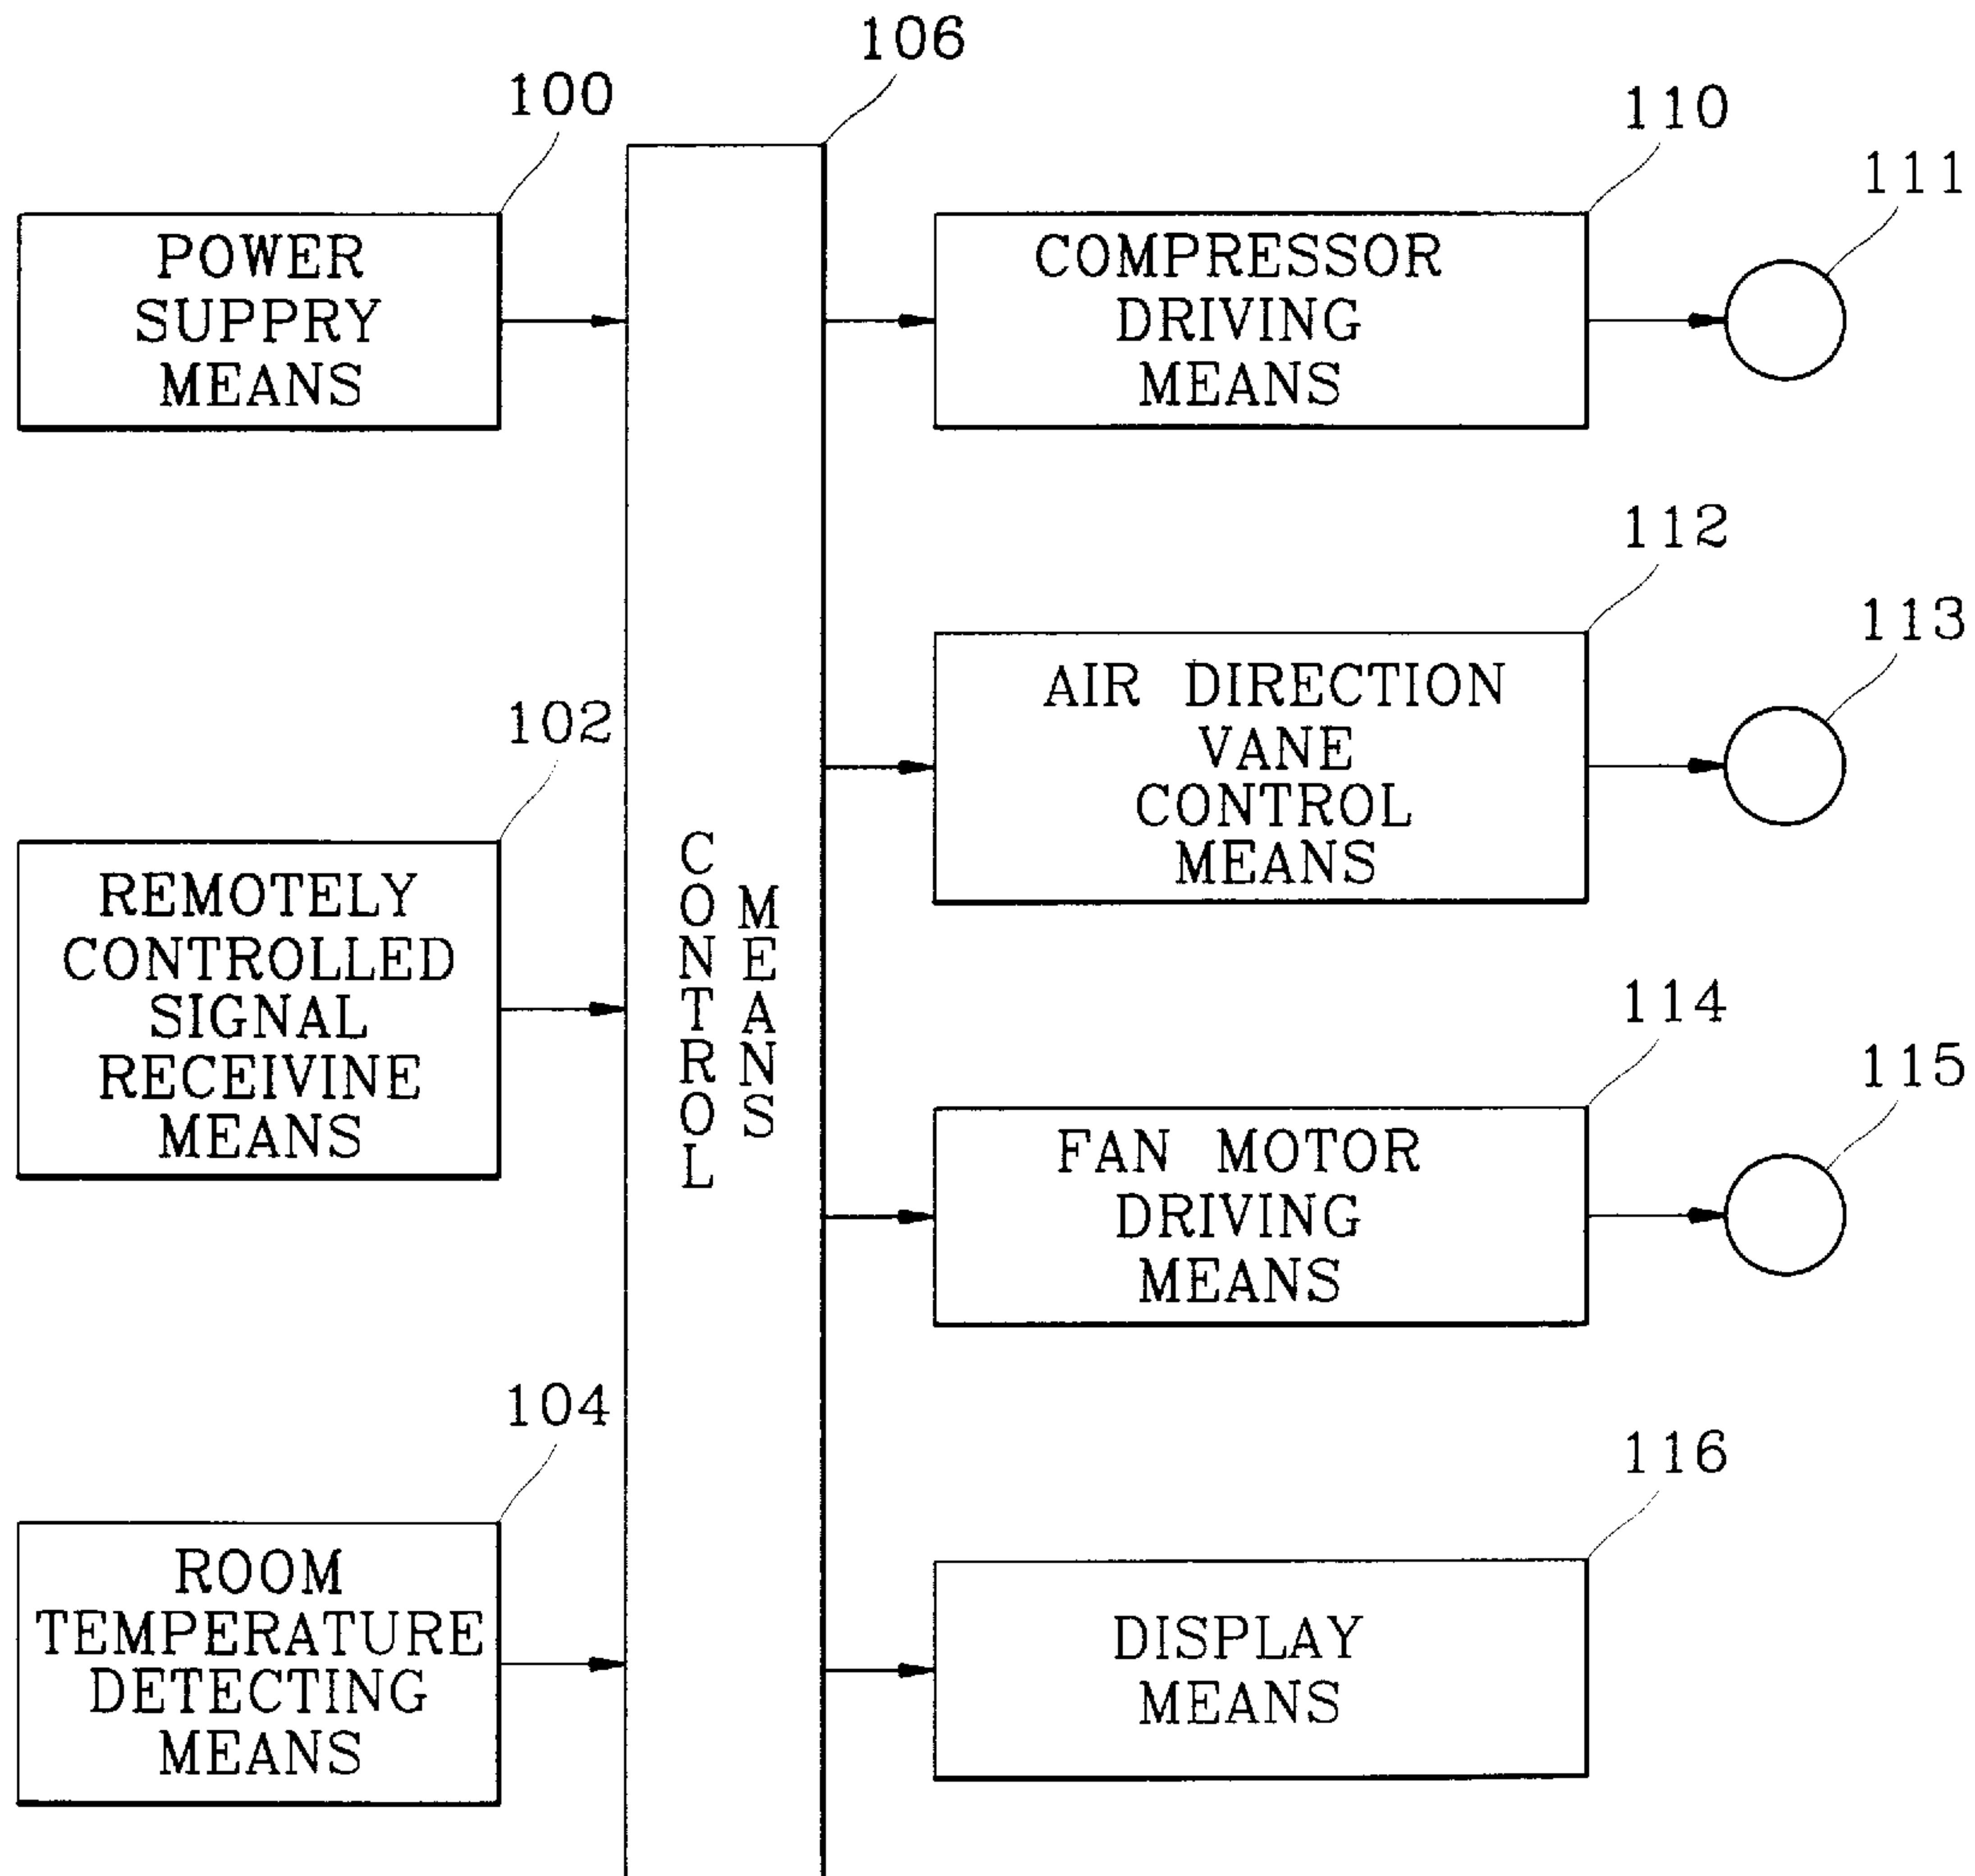 106
100
110
111
POWER
SUPPRY
MEANS
COMPRESSOR
DRIVING
MEANS
112
113
102
AIR DIRECTION
VANE
CONTROL
MEANS
REMOTELY
CONTROLLED
SIGNAL
RECEIVINE
MEANS
CONTROL
MEANS
114
115
FAN MOTOR
DRIVING
MEANS
104
116
ROOM
TEMPERATURE
DETECTING
MEANS
DISPLAY
MEANS